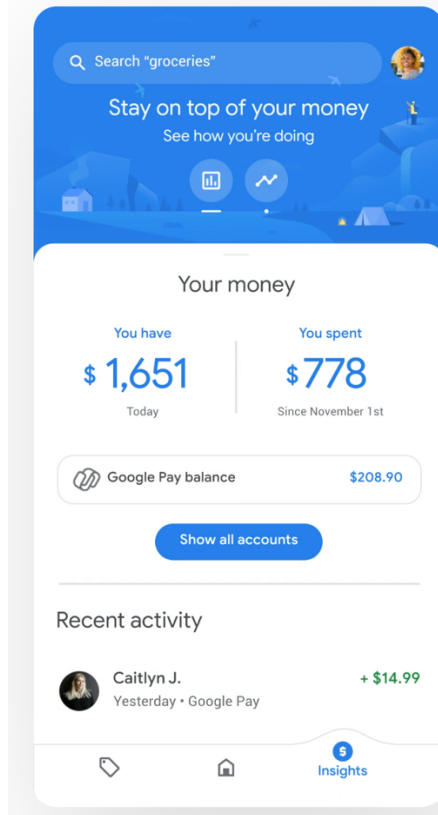 Search “groceries”
Stay on top of your money
See how you’re doing
Your money
You have
You spent
$ 1,651
$778
Today
Since November 1st
Google Pay balance
$208.90
Show all accounts
Recent activity
Caitlyn J.
+ $14.99
Yesterday • Google Pay
$
Insights